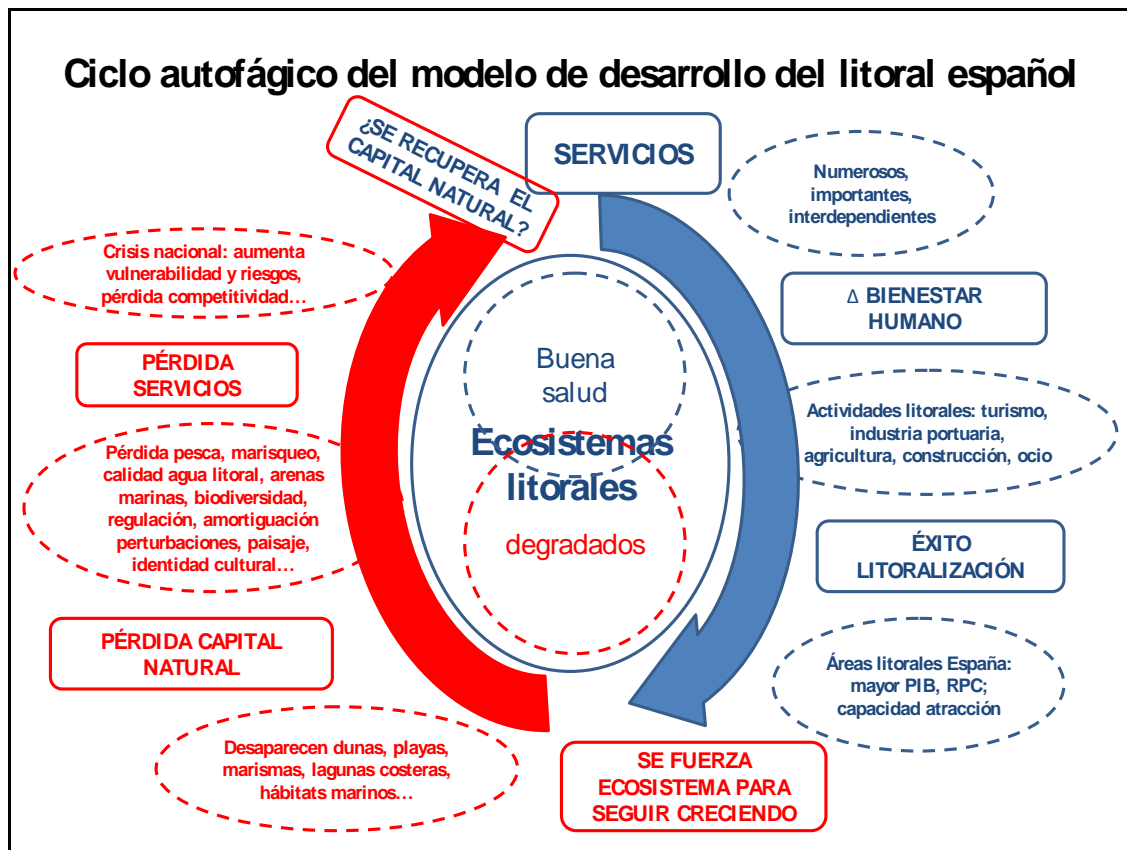 Ciclo autofágico del modelo de desarrollo del litoral español
¿SE RECUPERA EL
CAPITAL NATURAL?
SERVICIOS
Numerosos,
importantes,
interdependientes
Δ BIENESTAR
HUMANO
Actividades litorales: turismo,
industria portuaria,
agricultura, construcción, ocio
ÉXITO
LITORALIZACIÓN
Áreas litorales España:
mayor PIB, RPC;
capacidad atracción
SE FUERZA
ECOSISTEMA PARA
SEGUIR CRECIENDO
Desaparecen dunas, playas,
marismas, lagunas costeras,
hábitats marinos…
PÉRDIDA CAPITAL
NATURAL
Pérdida pesca, marisqueo,
calidad agua litoral, arenas
marinas, biodiversidad,
regulación, amortiguación
perturbaciones, paisaje,
identidad cultural…
PÉRDIDA
SERVICIOS
Crisis nacional: aumenta
vulnerabilidad y riesgos,
pérdida competitividad…
Buena
salud
Ecosistemas
litorales
degradados